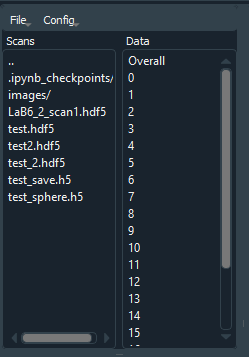 File Config
Scans
..
.ipynb_checkpoints/
images/
LaB6_2_scan1.hdf5
test.hdf5
test2.hdf5
test_2.hdf5
test_save.h5
test_sphere.h5
Data
Overall
0
1
2
3
4
5
6
7
8
9
10
11
12
13
14
15